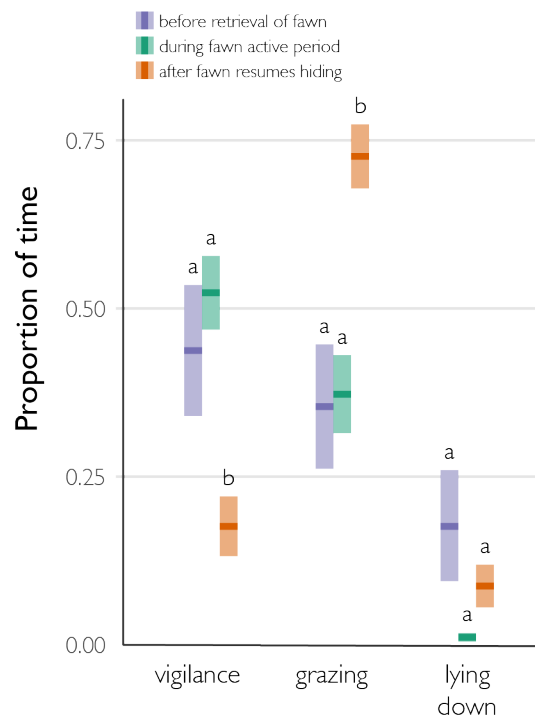 before retrieval of fawn
during fawn active period
after fawn resumes hiding
b
0.75
a
a
0.50
a
a
Proportion of time
a
0.25
b
a
a
0.00
vigilance
grazing
lying
down